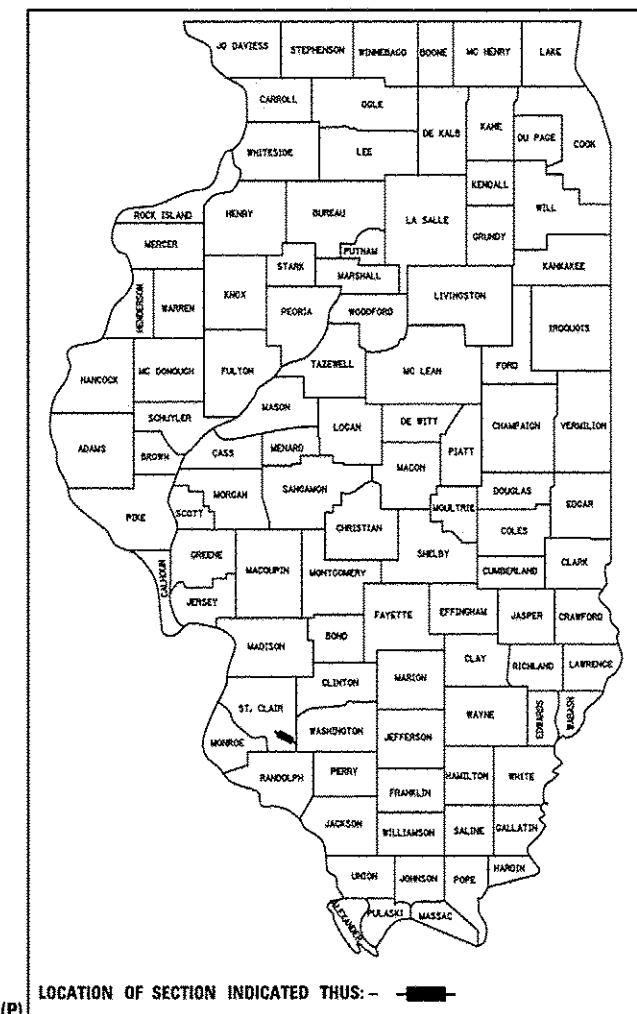 JO DAVIESS STEPHENSON WINNEBAGO BOONE MC HENRY LAKE
CARROLL OGLE DE KALB KANE DU PAGE COOK
WHITESIDE LEE
KENDALL WILL
ROCK ISLAND HENRY BUREAU LA SALLE GRUNDY
MERCER PUTNAM
STARK MARSHALL KANKAKEE
HENDERSON WARREN KNOX PEORIA WOODFORD LIVINGSTON IROQUOIS
HANCOCK MC DONOUGH FULTON TAZEWELL MC LEAN FORD
MASON
SCHUYLER LOGAN DE WITT CHAMPAIGN VERMILION
ADAMS BROWN CASS MENARD PIATT
MACON
PIKE SCOTT MORGAN SANGAMON MOULTRIE DOUGLAS EDGAR
CHRISTIAN COLES
GREENE SHELBY
CALHOUN MACOUPIN MONTGOMERY CUMBERLAND CLARK
JERSEY
FAYETTE EFFINGHAM JASPER CRAWFORD
MADISON BOND
CLAY RICHLAND LAWRENCE
CLINTON MARION
ST. CLAIR WAYNE EDWARDS WABASH
MONROE WASHINGTON JEFFERSON
RANDOLPH PERRY HAMILTON WHITE
FRANKLIN
JACKSON WILLIAMSON SALINE GALLATIN
UNION JOHNSON POPE HARDIN
ALEXANDER PULASKI MASSAC
LOCATION OF SECTION INDICATED THUS: -
(P)